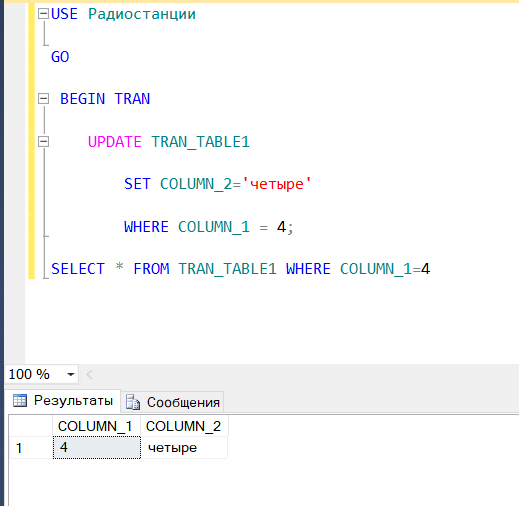 USE Радиостанции
GO
BEGIN TRAN
UPDATE TRAN_TABLE1
SET COLUMN_2='четыре'
WHERE COLUMN_1 = 4;
SELECT * FROM TRAN_TABLE1 WHERE COLUMN_1=4
100 %
Результаты Сообщения
COLUMN_1 COLUMN_2
1 4 четыре